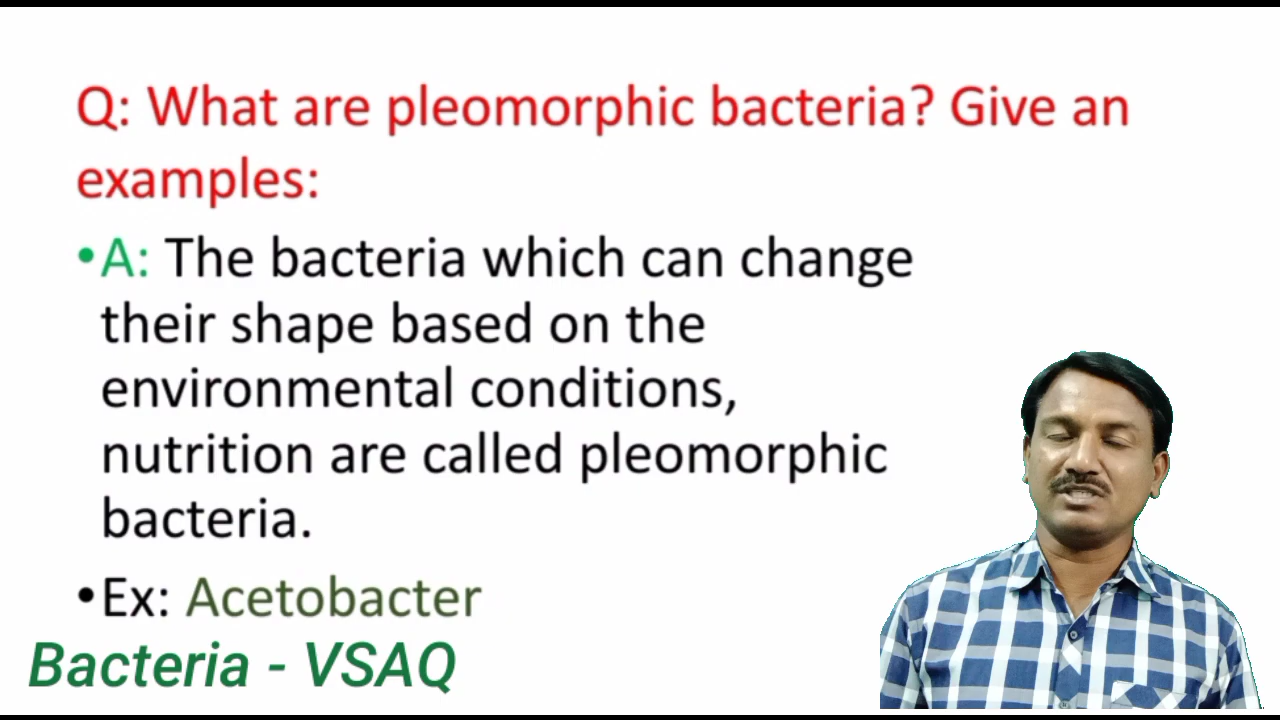 Q: What are pleomorphic bacteria? Give an
examples:
•A: The bacteria which can change
their shape based on the
environmental conditions,
nutrition are called pleomorphic
bacteria.
•Ex: Acetobacter
Bacteria - VSAQ